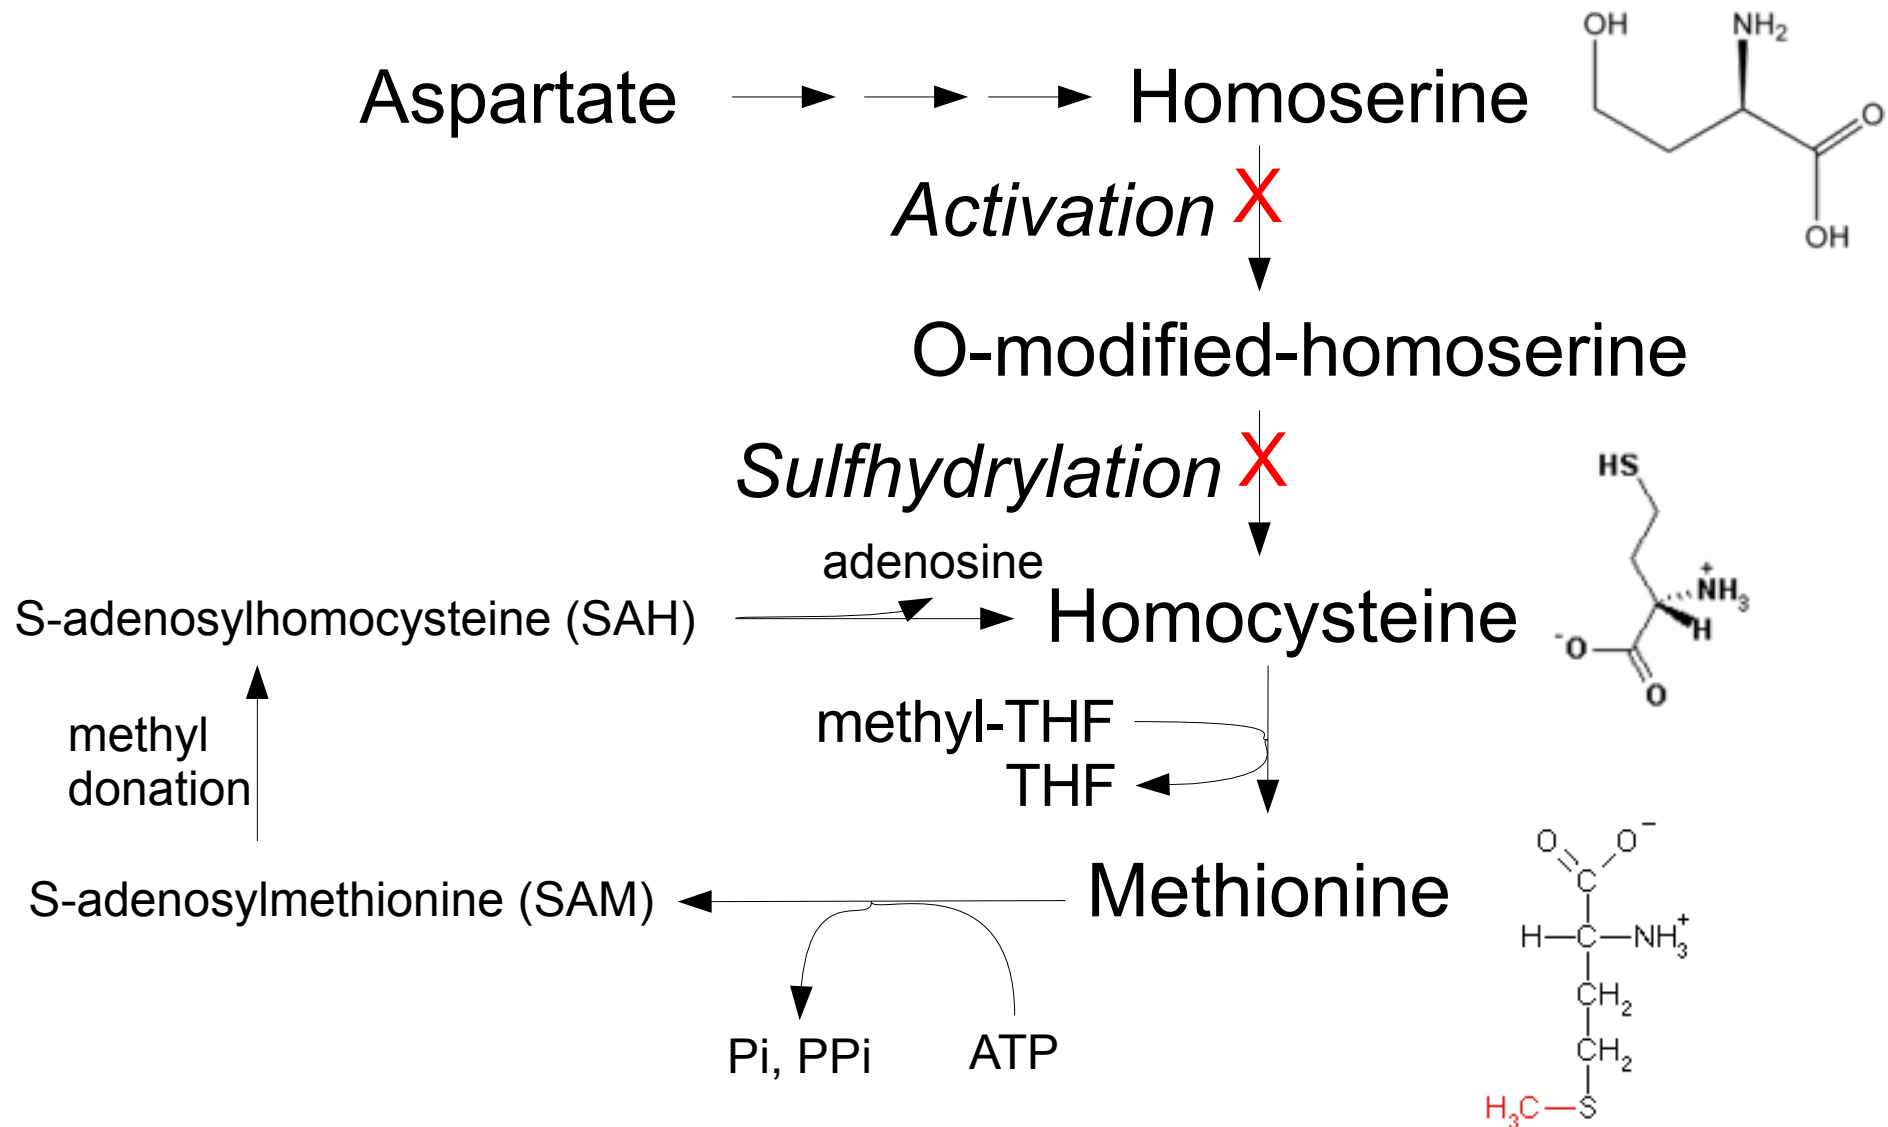 Aspartate
Homoserine
OH
NH2
O
OH
Activation
X
O-modified-homoserine
Sulfhydrylation
X
HS
+
NH3
H
-O
O
adenosine
S-adenosylhomocysteine (SAH)
Homocysteine
methyl-THF
THF
methyl
donation
S-adenosylmethionine (SAM)
Methionine
Pi, PPi
ATP
O
O−
C
H—C—NH3+
CH2
CH2
H3C—S